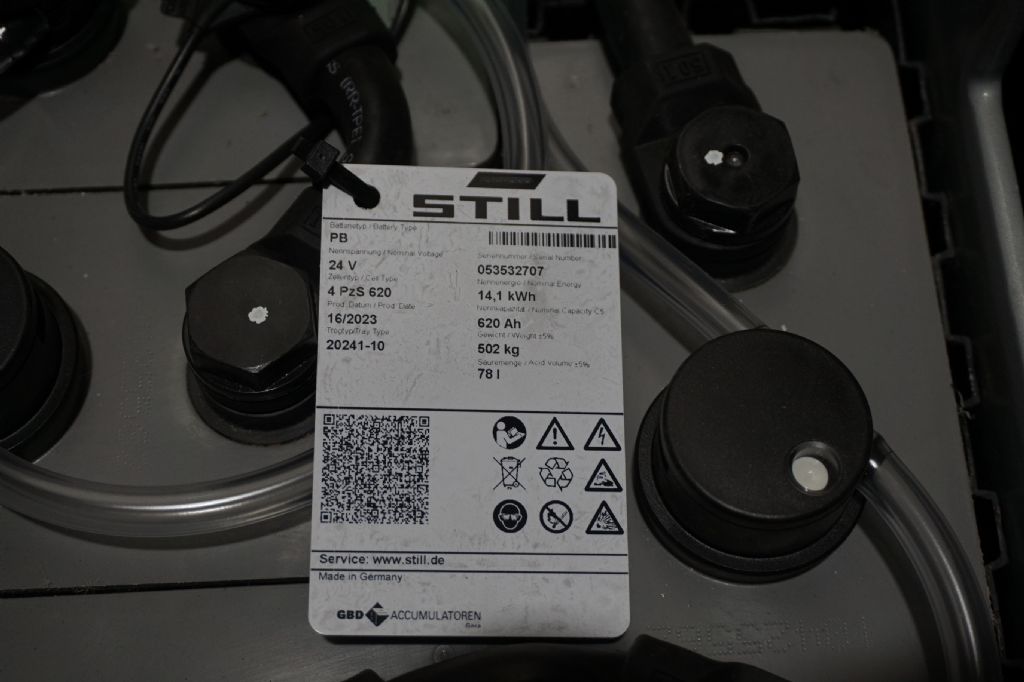 STILL
Batterietyp / Battery Type
PB
Nennspannung / Nominal Voltage
24 V
Zellentyp / Cell Type
4 PzS 620
Prod. Datum / Prod. Date
16/2023
Trogtyp/Tray Type
20241-10
Seriennummer / Serial Number
053532707
Nennenergie / Nominal Energy
14,1 kWh
Nennkapazität / Nominal Capacity C5
620 Ah
Gewicht / Weight ±5%
502 kg
Säuremenge / Acid Volume ±5%
78 l
Service: www.still.de
Made in Germany
GBD ACCUMULATOREN